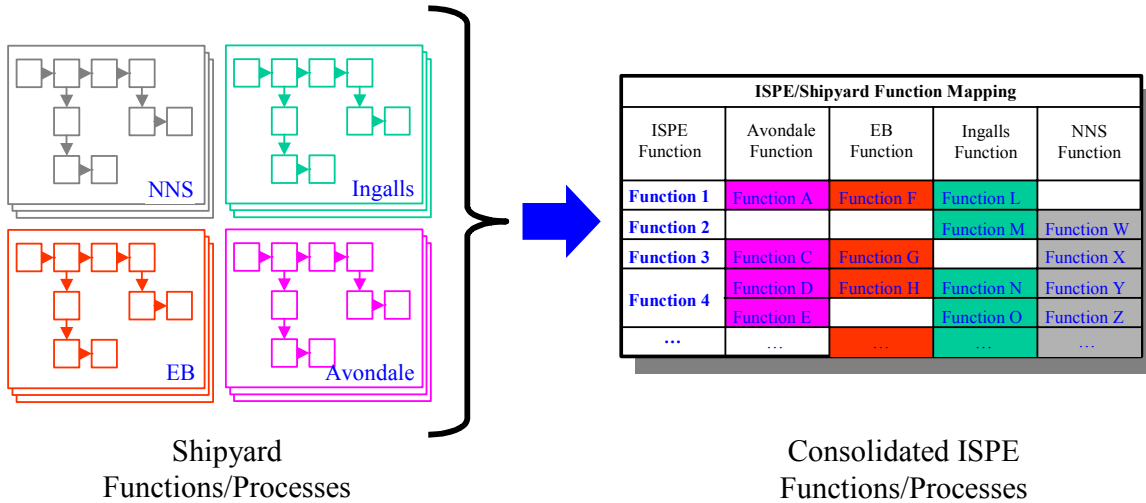 NNS
Ingalls
EB
Avondale
Shipyard
Functions/Processes
ISPE/Shipyard Function Mapping
ISPE Function
Avondale Function
EB Function
Ingalls Function
NNS Function
Function 1
Function A
Function F
Function L
Function 2
Function M
Function W
Function 3
Function C
Function G
Function X
Function 4
Function D
Function H
Function N
Function Y
Function E
Function O
Function Z
…
…
…
…
…
Consolidated ISPE
Functions/Processes